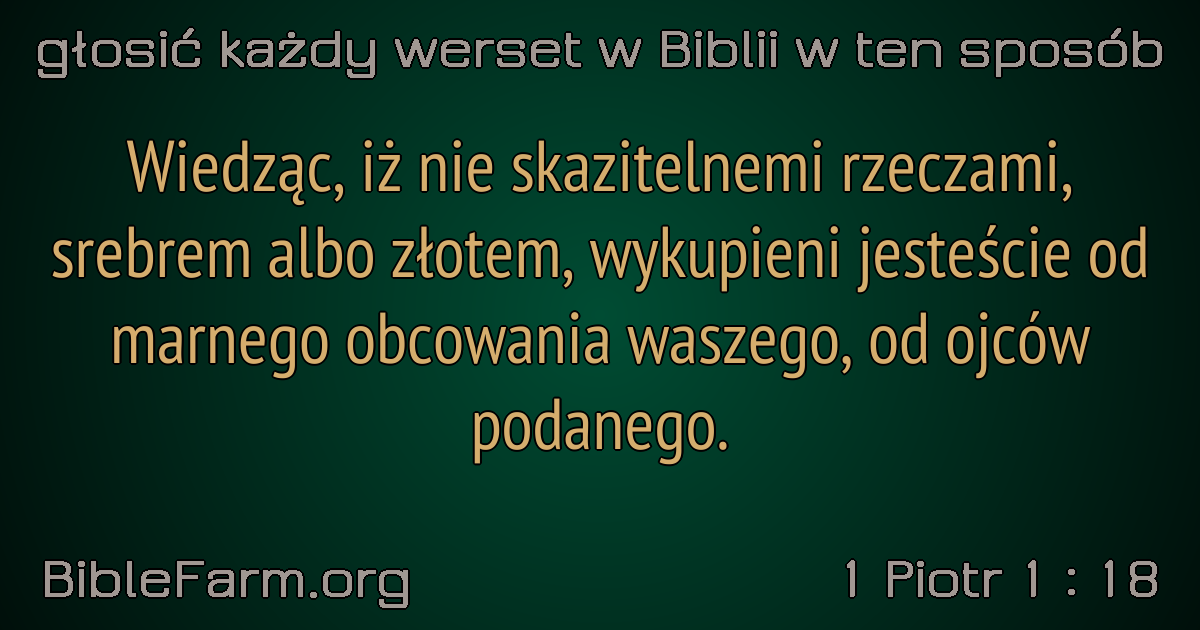 głosić każdy werset w Biblii w ten sposób
Wiedząc, iż nie skazitelnemi rzeczami,
srebrem albo złotem, wykupieni jesteście od
marnego obcowania waszego, od ojców
podanego.
BibleFarm.org
1 Piotr 1 : 18